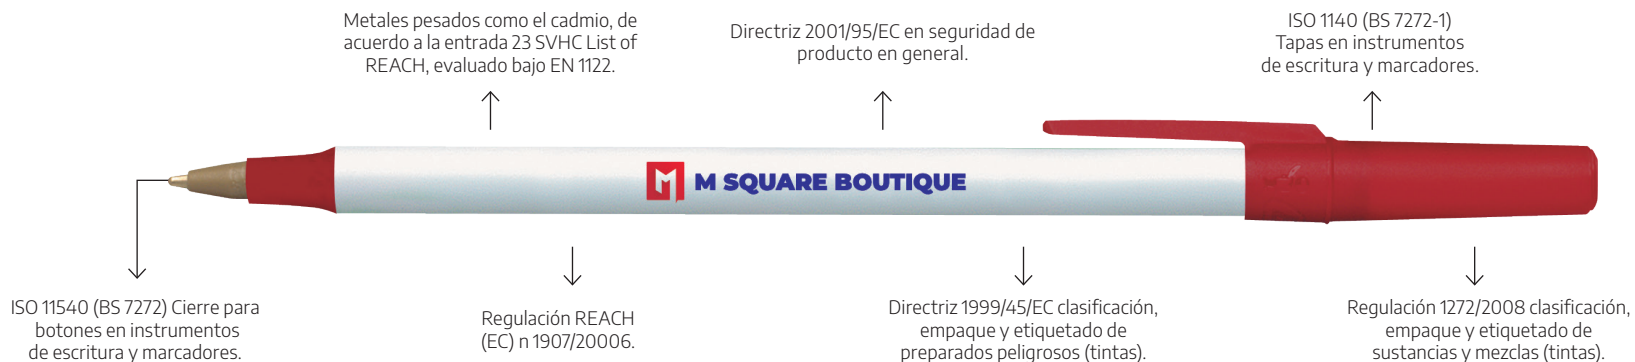 Metales pesados como el cadmio, de
acuerdo a la entrada 23 SVHC List of
REACH, evaluado bajo EN 1122.
Directriz 2001/95/EC en seguridad de
producto en general.
ISO 1140 (BS 7272-1)
Tapas en instrumentos
de escritura y marcadores.
M SQUARE BOUTIQUE
ISO 11540 (BS 7272) Cierre para
botones en instrumentos
de escritura y marcadores.
Regulación REACH
(EC) n 1907/20006.
Directriz 1999/45/EC clasificación,
empaque y etiquetado de
preparados peligrosos (tintas).
Regulación 1272/2008 clasificación,
empaque y etiquetado de
sustancias y mezclas (tintas).